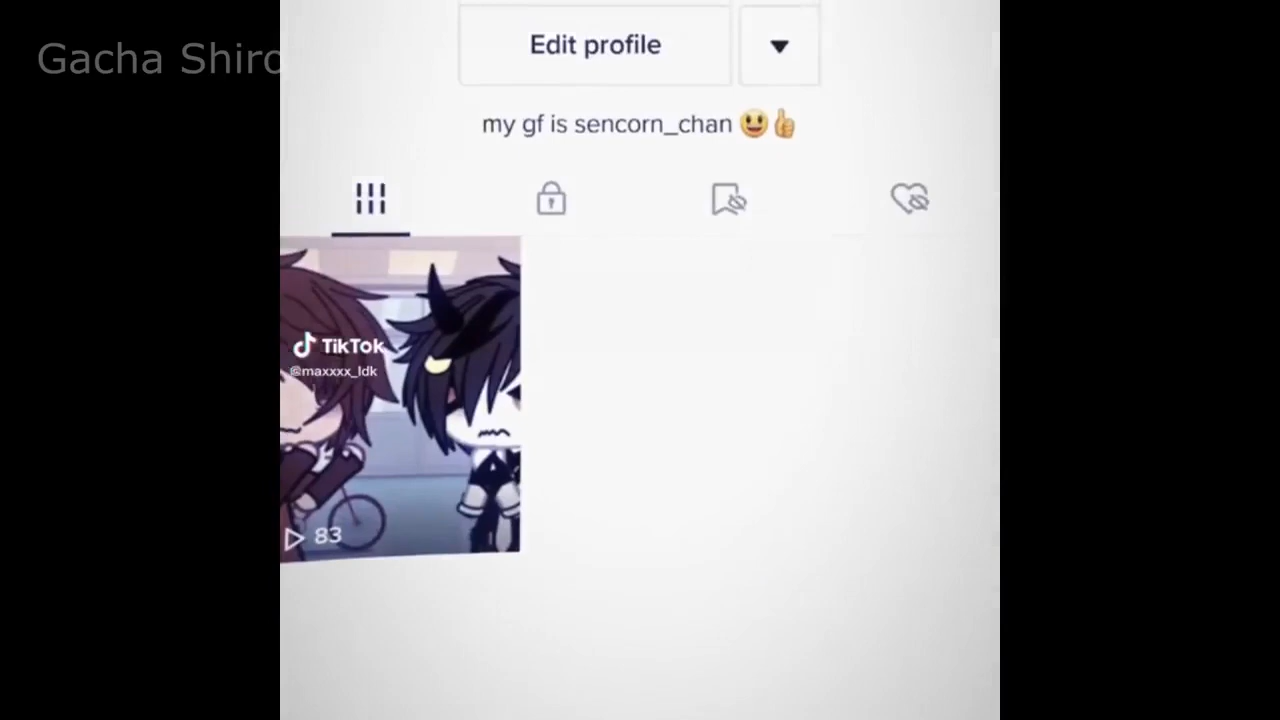 Gacha Shiro
Edit profile
my gf is sencorn_chan 😃👍
TikTok
@maxxxx_ldk
83